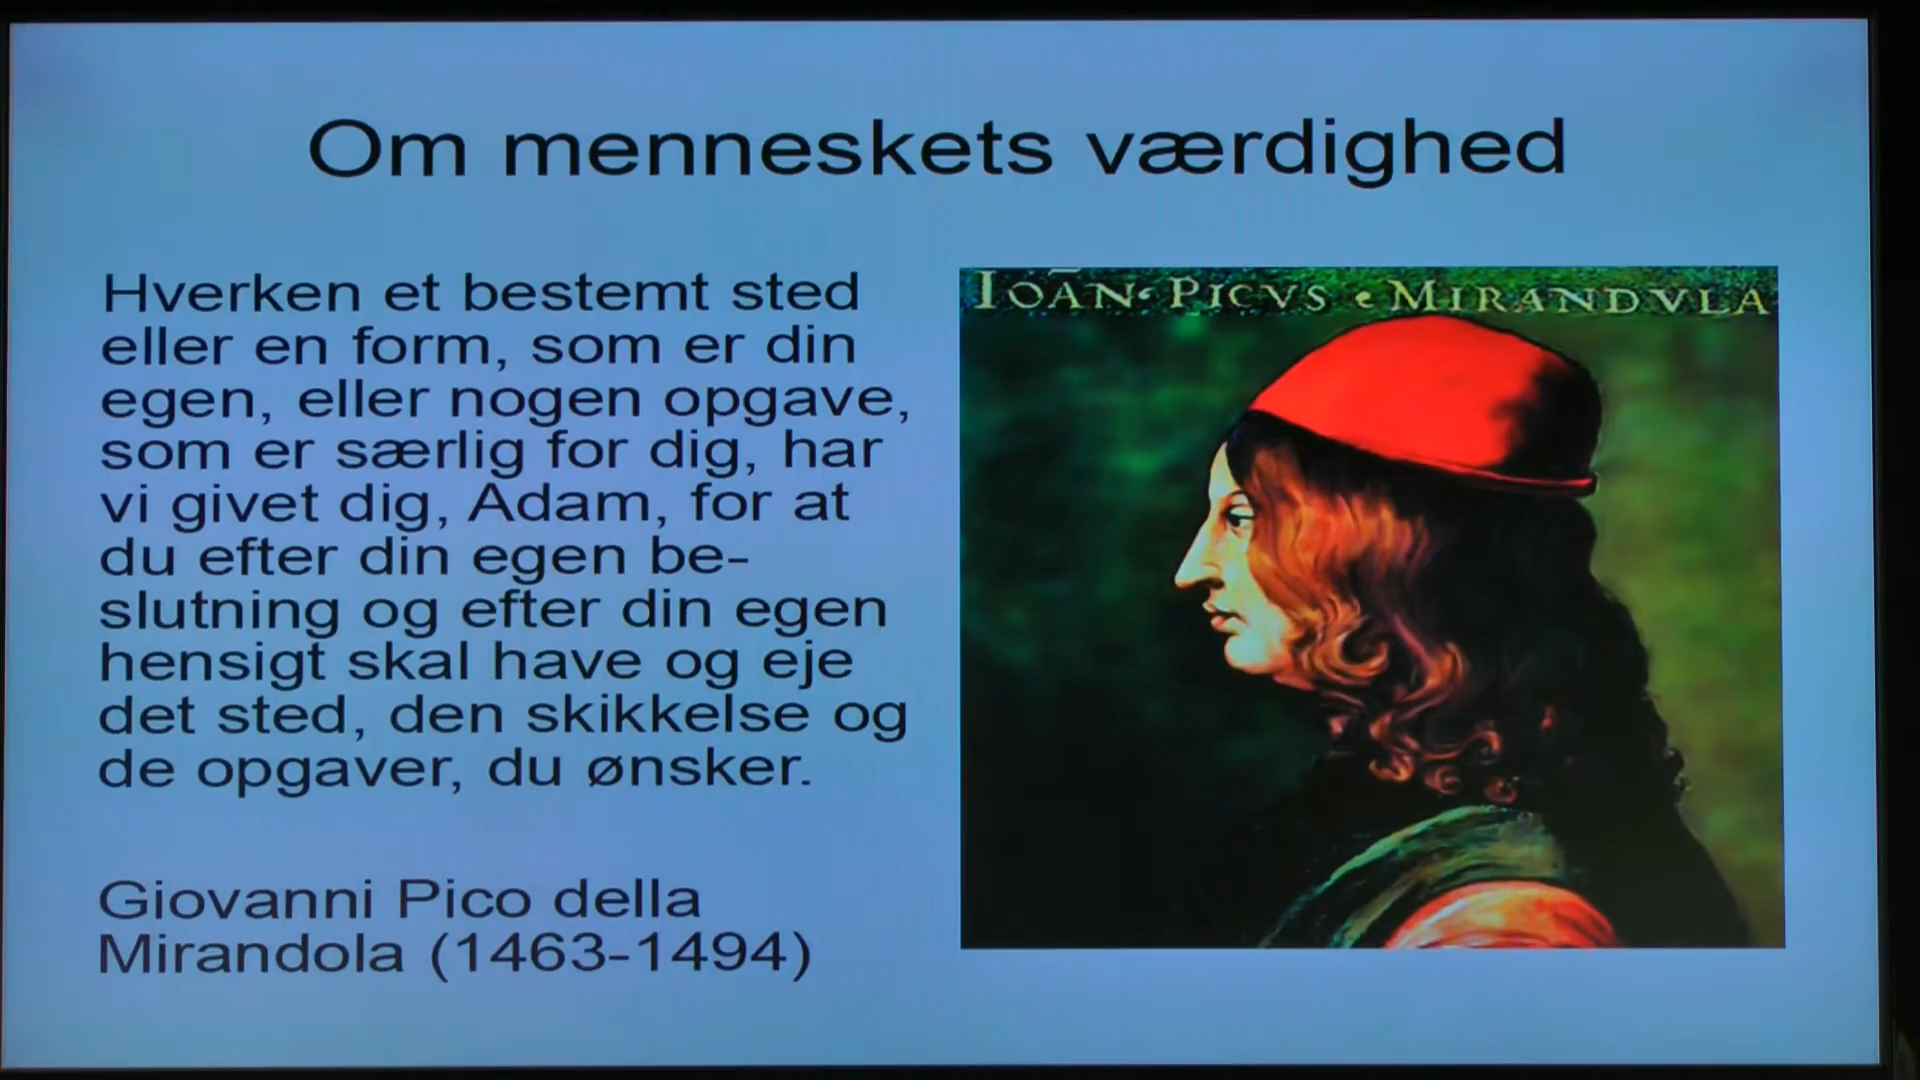 Om menneskets værdighed
Hverken et bestemt sted
eller en form, som er din
egen, eller nogen opgave,
som er særlig for dig, har
vi givet dig, Adam, for at
du efter din egen be-
slutning og efter din egen
hensigt skal have og eje
det sted, den skikkelse og
de opgaver, du ønsker.
Giovanni Pico della
Mirandola (1463-1494)
IOĀN· PICVS · MIRANDVLA